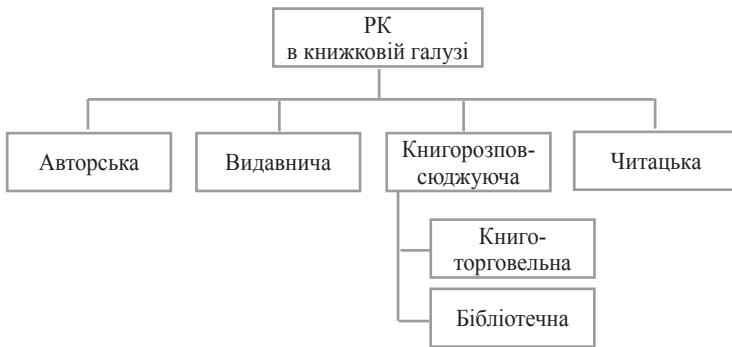 РК
в книжковій галузі
Авторська
Видавнича
Книгорозпов-
сюджуюча
Читацька
Книго-
торговельна
Бібліотечна